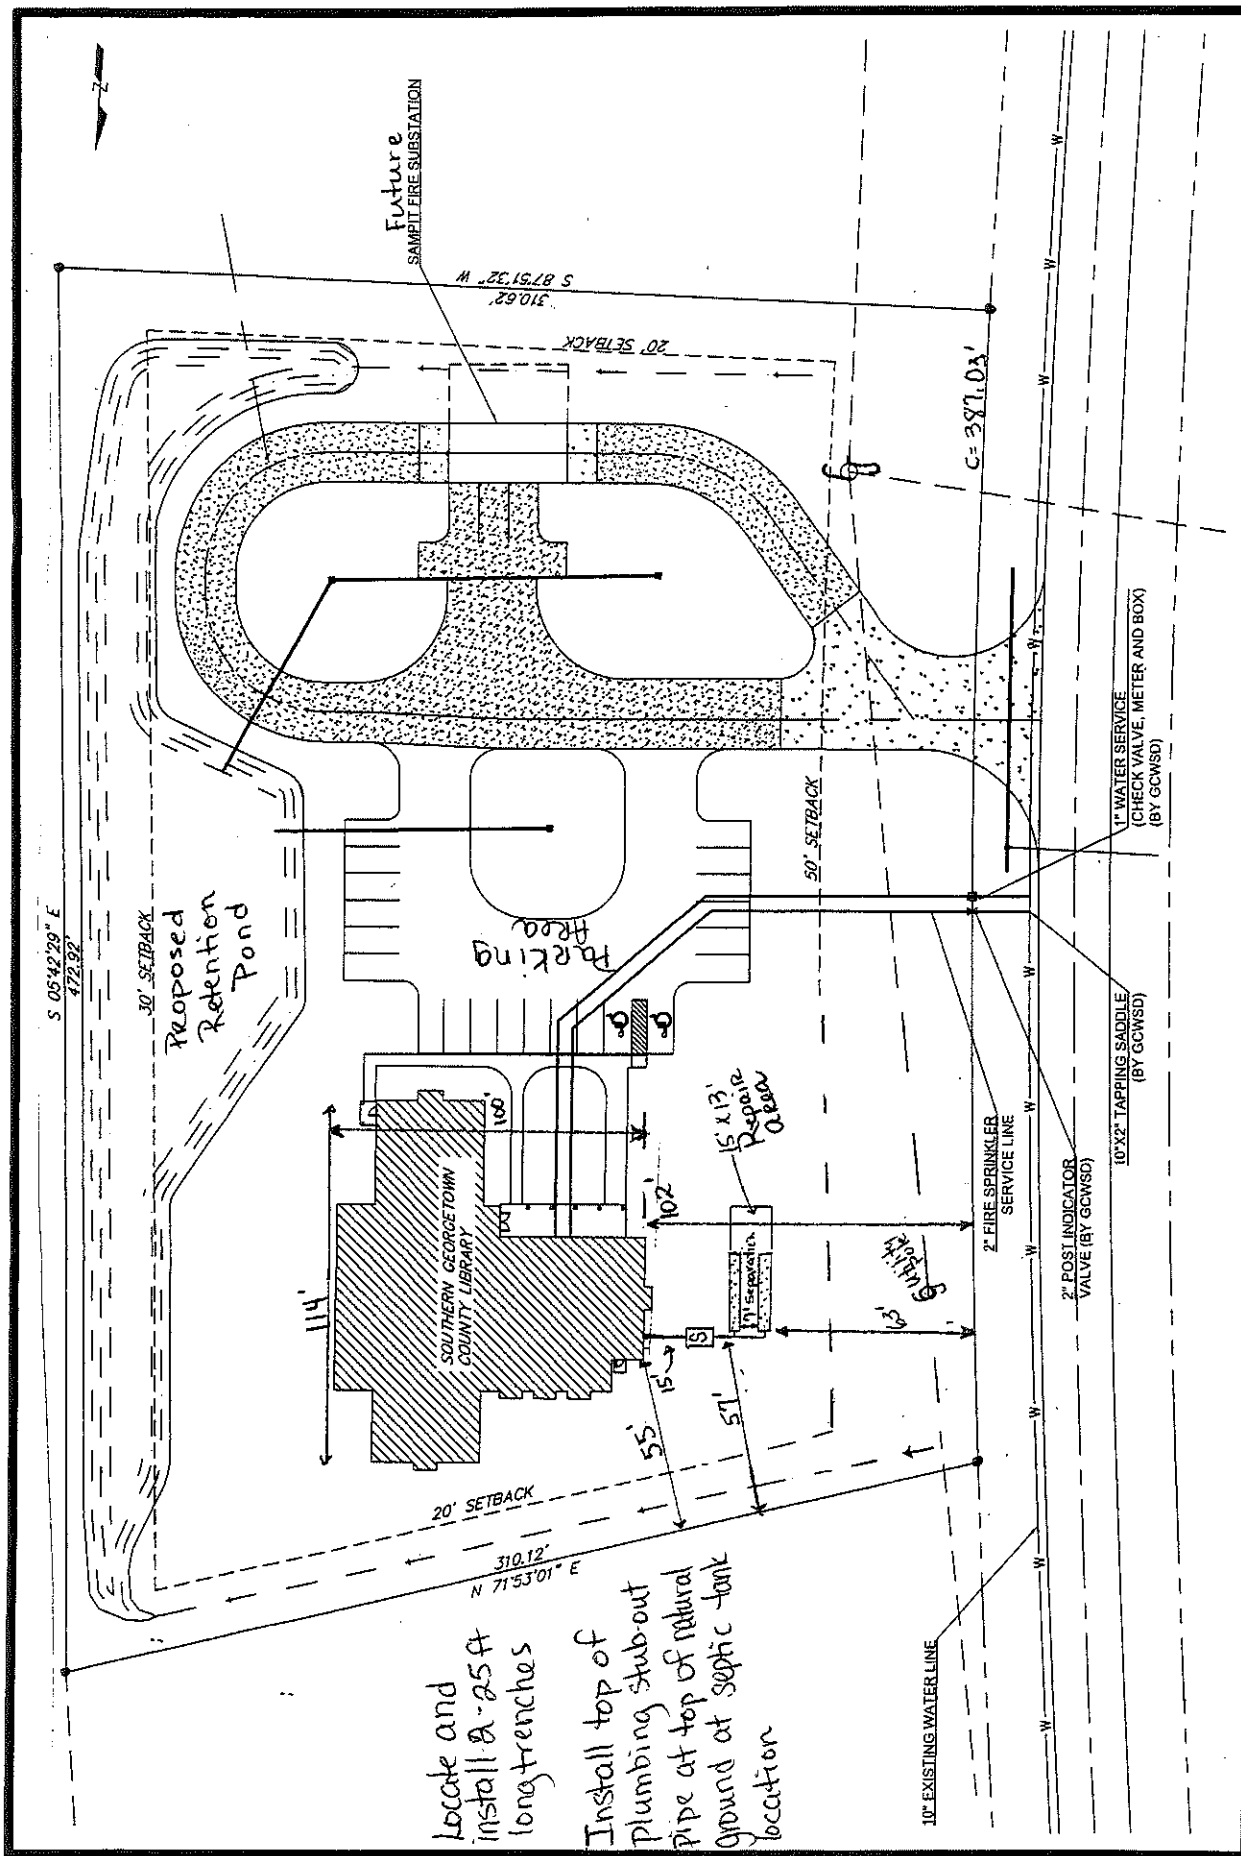 Z
Future
SAMPIT FIRE SUBSTATION
S 87°51'32" W
310.62'
20' SETBACK
C=387.03'
S 05°42'29" E
472.92'
30' SETBACK
Proposed
Retention
Pond
Parking
Area
50' SETBACK
1" WATER SERVICE
(CHECK VALVE, METER AND BOX)
(BY GCWSD)
10"X2" TAPPING SADDLE
(BY GCWSD)
2" FIRE SPRINKLER
SERVICE LINE
2" POST INDICATOR
VALVE (BY GCWSD)
100'
114'
SOUTHERN GEORGETOWN
COUNTY LIBRARY
102'
15' x 13'
Repair
area
17' Separation
S
15'
55'
57'
63'
utility
pole
20' SETBACK
310.12'
N 71°53'01" E
Locate and
install 2-25ft
long trenches
Install top of
plumbing stub-out
pipe at top of natural
ground at septic tank
location
10" EXISTING WATER LINE
W
W
W
W
W
W
W
W
W
W